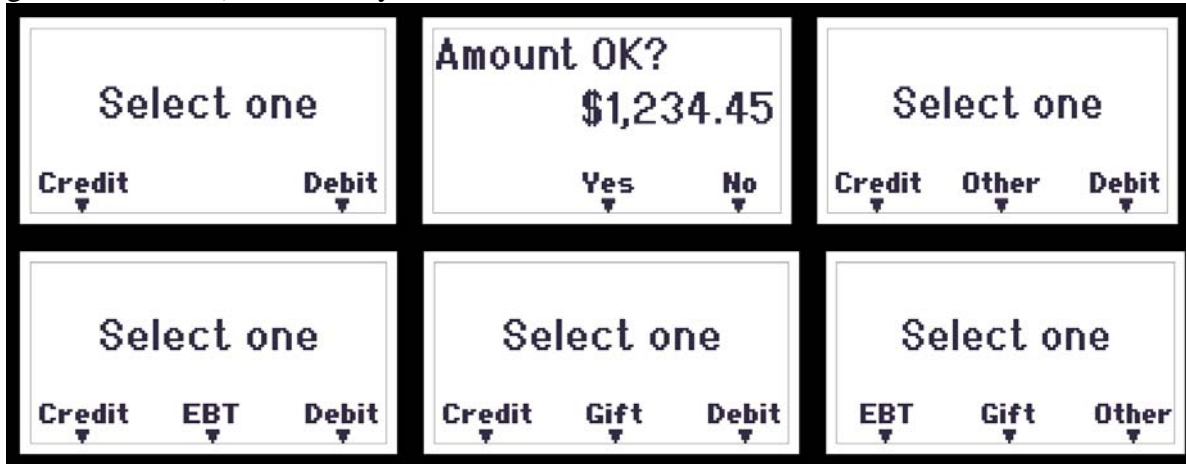 Select one
Credit Debit
Amount OK?
$1,234.45
Yes No
Select one
Credit Other Debit
Select one
Credit EBT Debit
Select one
Credit Gift Debit
Select one
EBT Gift Other